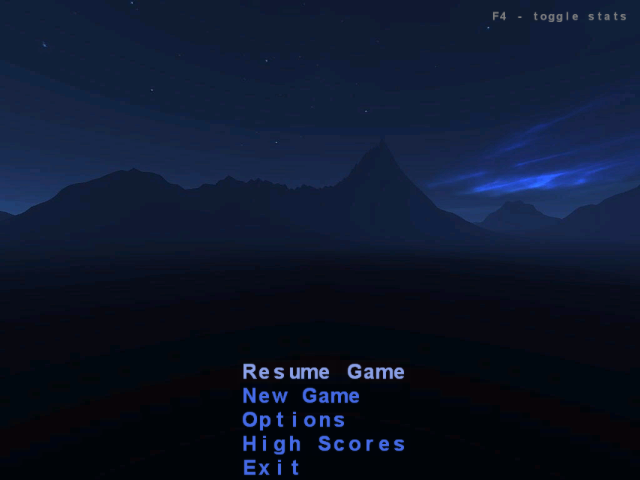 F4 - toggle stats
Resume Game
New Game
Options
High Scores
Exit